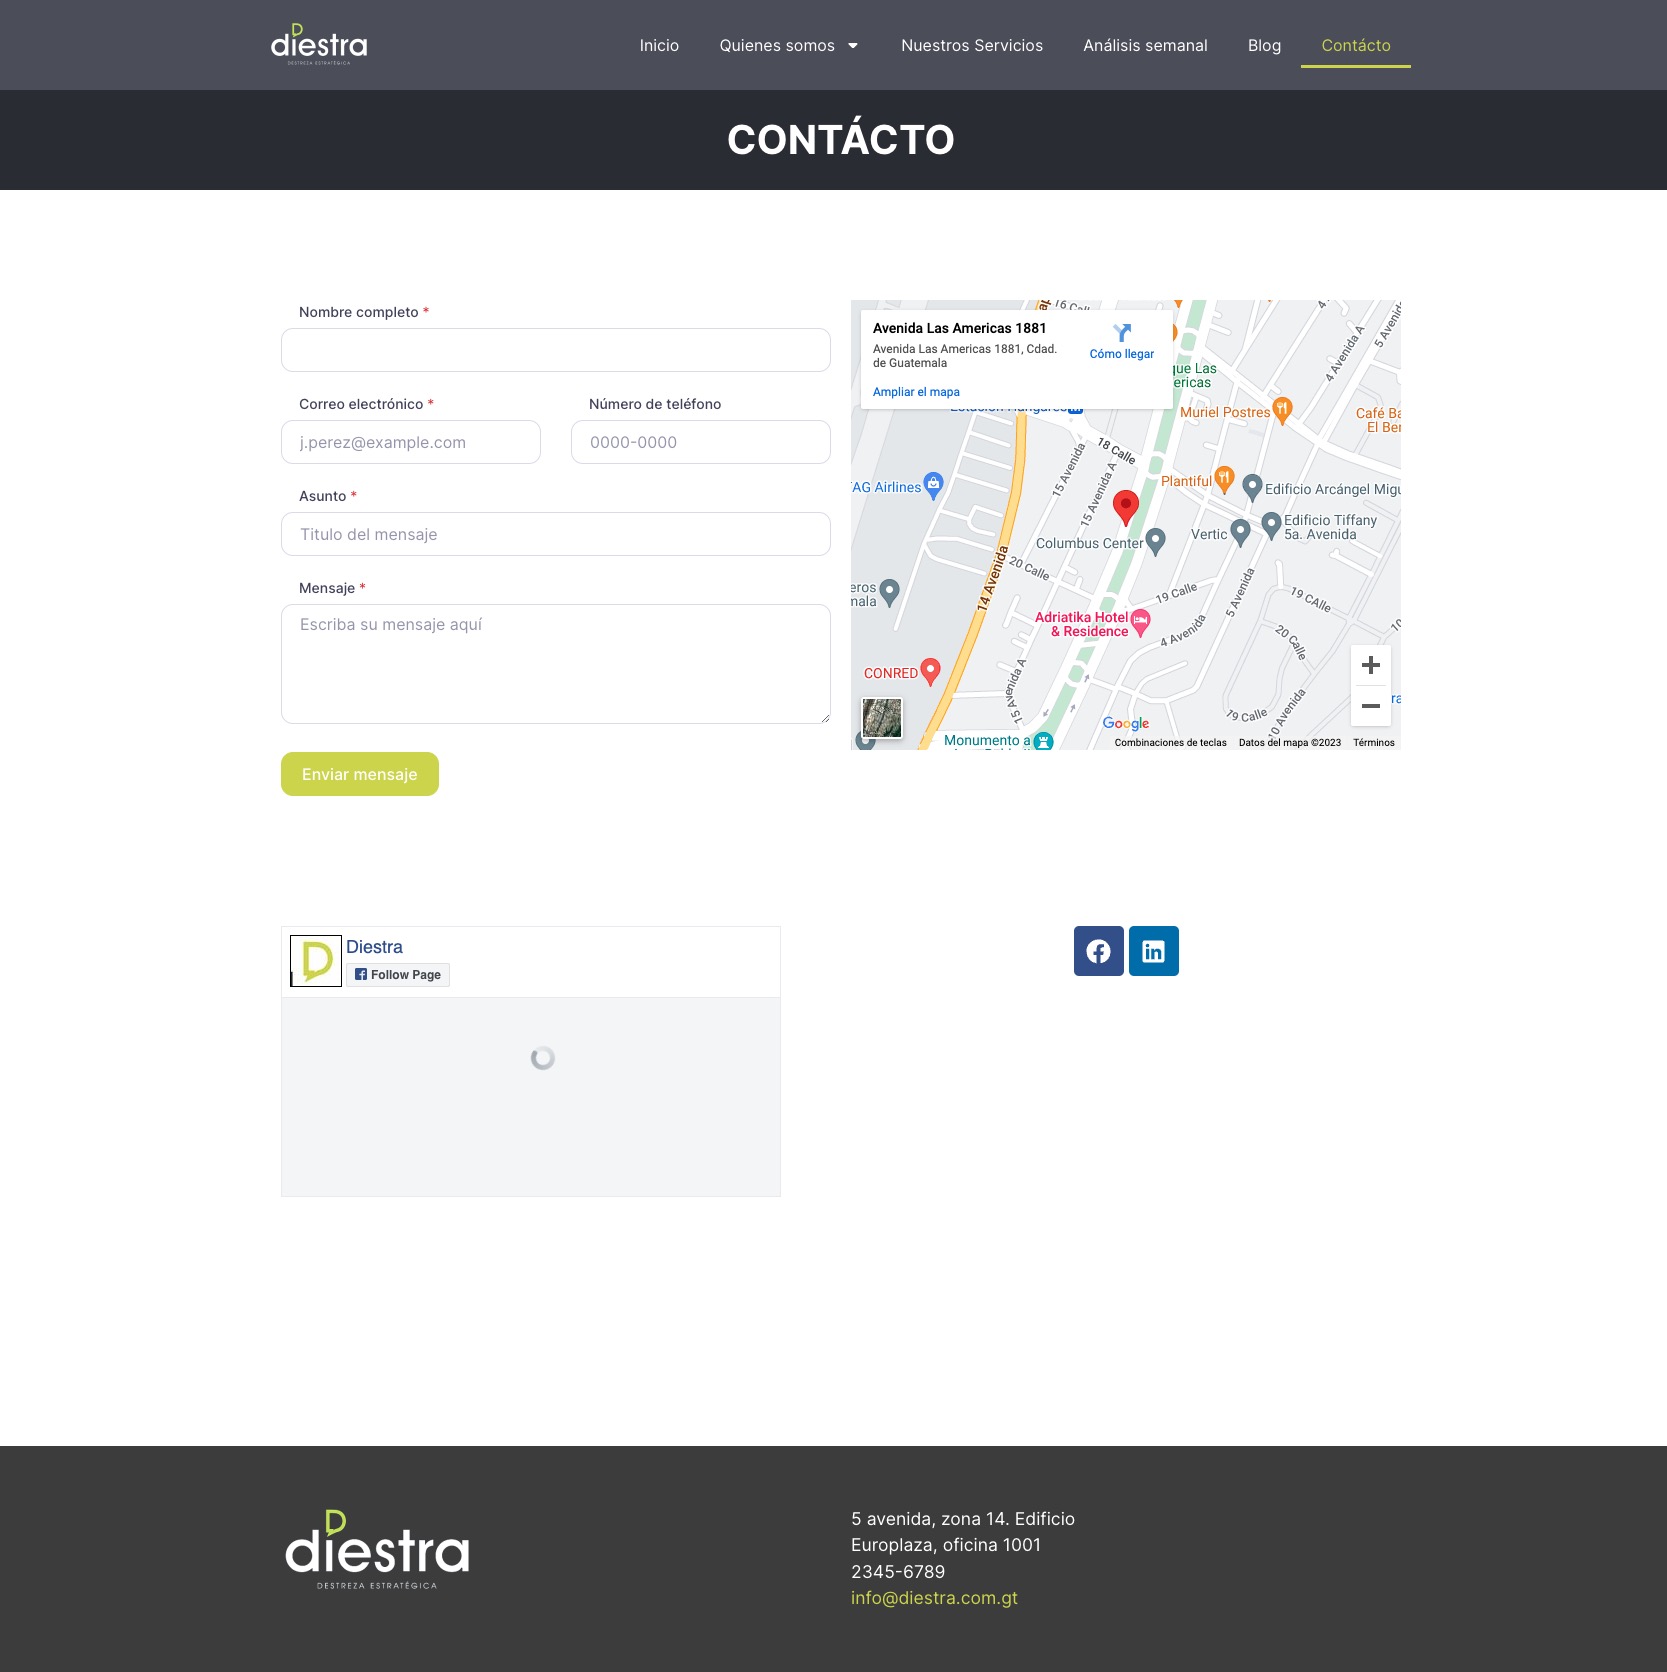 diestra
DESTREZA ESTRATÉGICA
Inicio
Quienes somos
Nuestros Servicios
Análisis semanal
Blog
Contácto
CONTÁCTO
Nombre completo *
Correo electrónico *
Número de teléfono
j.perez@example.com
0000-0000
Asunto *
Titulo del mensaje
Mensaje *
Escriba su mensaje aquí
Enviar mensaje
Avenida Las Americas 1881
Avenida Las Americas 1881, Cdad.
de Guatemala
Cómo llegar
Ampliar el mapa
16 Calle
4 Avenida A
5 Avenida
que Las
ericas
Muriel Postres
Café Ba
El Ber
18 Calle
15 Avenida
15 Avenida A
Plantiful
TAG Airlines
Edificio Arcángel Migu
Edificio Tiffany
5a. Avenida
Vertic
Columbus Center
20 Calle
14 Avenida
eros
mala
19 Calle
5 Avenida
19 CAlle
Adriatika Hotel
& Residence
4 Avenida
20 Calle
10
CONRED
15 Avenida A
19 Calle
10 Avenida
ra
Google
Monumento a
Combinaciones de teclas
Datos del mapa ©2023
Términos
Diestra
Follow Page
diestra
DESTREZA ESTRATÉGICA
5 avenida, zona 14. Edificio
Europlaza, oficina 1001
2345-6789
info@diestra.com.gt